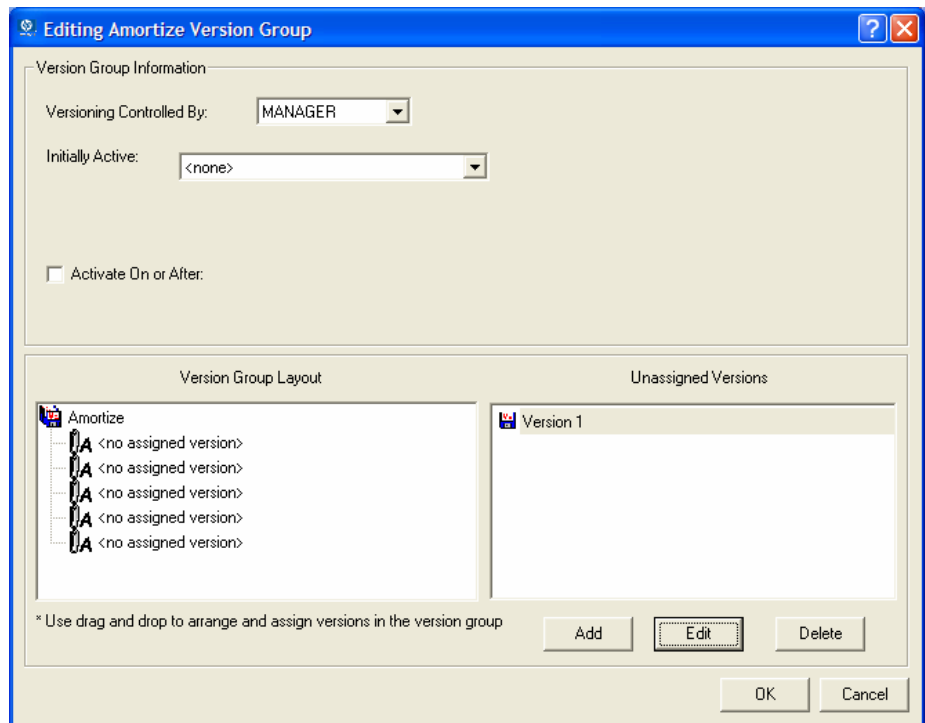 Editing Amortize Version Group
Version Group Information
Versioning Controlled By: MANAGER
Initially Active: <none>
Activate On or After:
Version Group Layout
Amortize
<no assigned version>
<no assigned version>
<no assigned version>
<no assigned version>
<no assigned version>
Unassigned Versions
Version 1
* Use drag and drop to arrange and assign versions in the version group
Add Edit Delete
OK Cancel